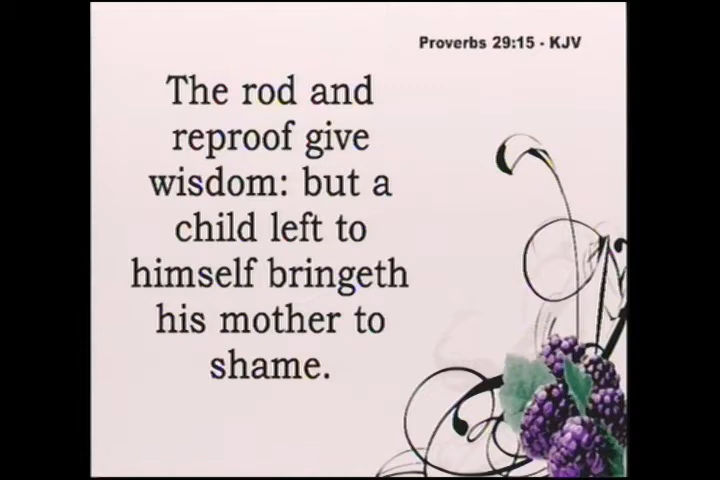 Proverbs 29:15 - KJV
The rod and
reproof give
wisdom: but a
child left to
himself bringeth
his mother to
shame.